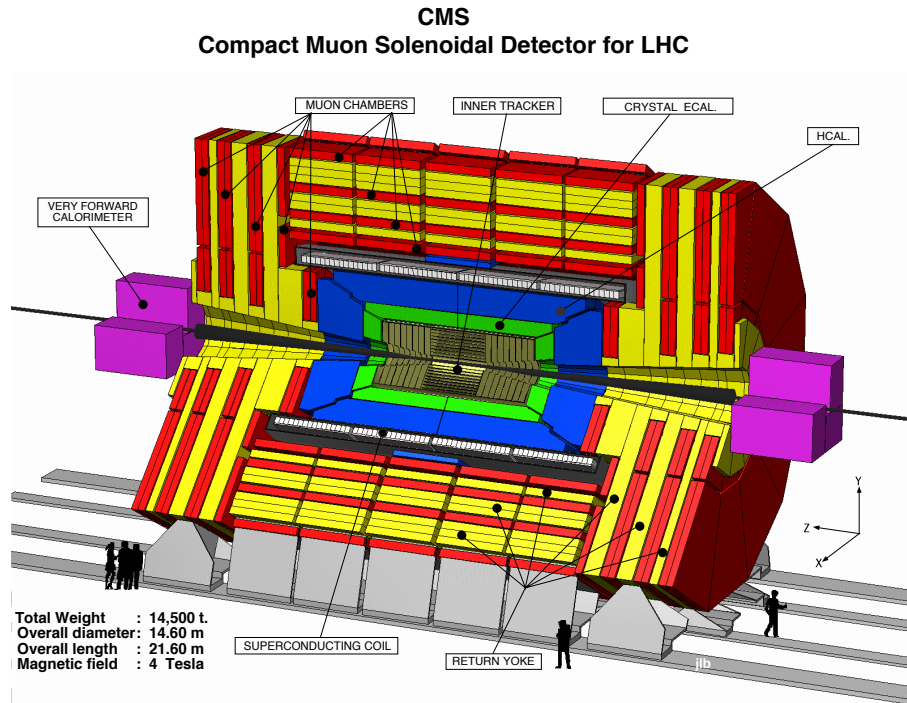 CMS
Compact Muon Solenoidal Detector for LHC
MUON CHAMBERS
INNER TRACKER
CRYSTAL ECAL.
HCAL.
VERY FORWARD
CALORIMETER
Y
Z
X
Total Weight : 14,500 t.
Overall diameter : 14.60 m
Overall length : 21.60 m
Magnetic field : 4 Tesla
SUPERCONDUCTING COIL
RETURN YOKE
jlb